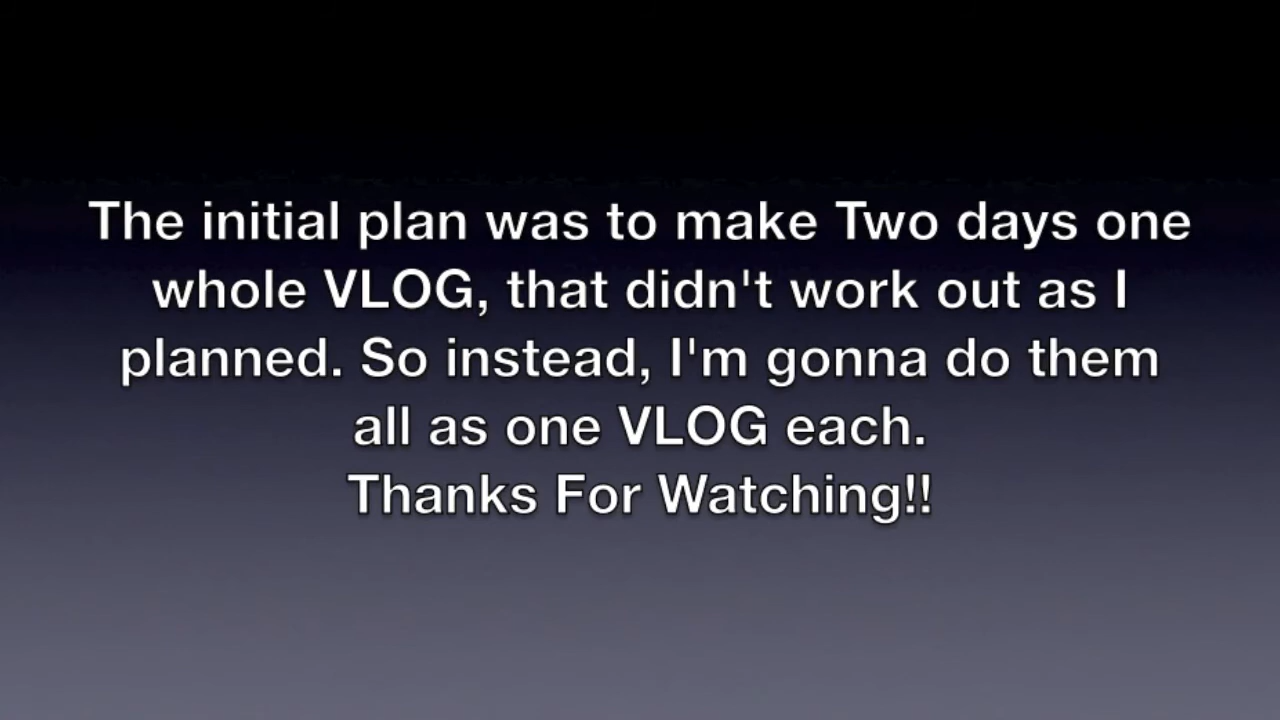 The initial plan was to make Two days one
whole VLOG, that didn't work out as I
planned. So instead, I'm gonna do them
all as one VLOG each.
Thanks For Watching!!